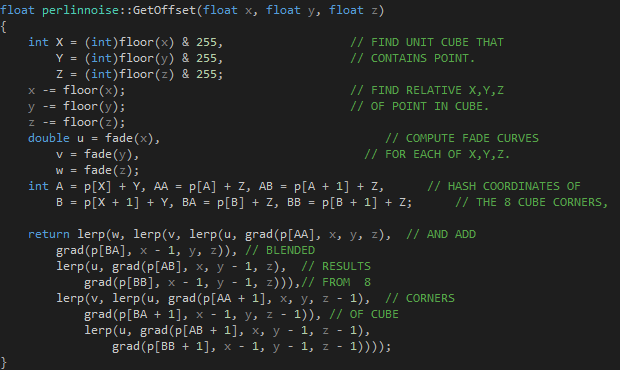 float perlinnoise::GetOffset(float x, float y, float z)
{
    int X = (int)floor(x) & 255,                  // FIND UNIT CUBE THAT
        Y = (int)floor(y) & 255,                  // CONTAINS POINT.
        Z = (int)floor(z) & 255;
    x -= floor(x);                                // FIND RELATIVE X,Y,Z
    y -= floor(y);                                // OF POINT IN CUBE.
    z -= floor(z);
    double u = fade(x),                                // COMPUTE FADE CURVES
        v = fade(y),                                // FOR EACH OF X,Y,Z.
        w = fade(z);
    int A = p[X] + Y, AA = p[A] + Z, AB = p[A + 1] + Z,      // HASH COORDINATES OF
        B = p[X + 1] + Y, BA = p[B] + Z, BB = p[B + 1] + Z;      // THE 8 CUBE CORNERS,

    return lerp(w, lerp(v, lerp(u, grad(p[AA], x, y, z),  // AND ADD
        grad(p[BA], x - 1, y, z)), // BLENDED
        lerp(u, grad(p[AB], x, y - 1, z),  // RESULTS
            grad(p[BB], x - 1, y - 1, z))),// FROM  8
        lerp(v, lerp(u, grad(p[AA + 1], x, y, z - 1),  // CORNERS
            grad(p[BA + 1], x - 1, y, z - 1)), // OF CUBE
            lerp(u, grad(p[AB + 1], x, y - 1, z - 1),
                grad(p[BB + 1], x - 1, y - 1, z - 1))));
}